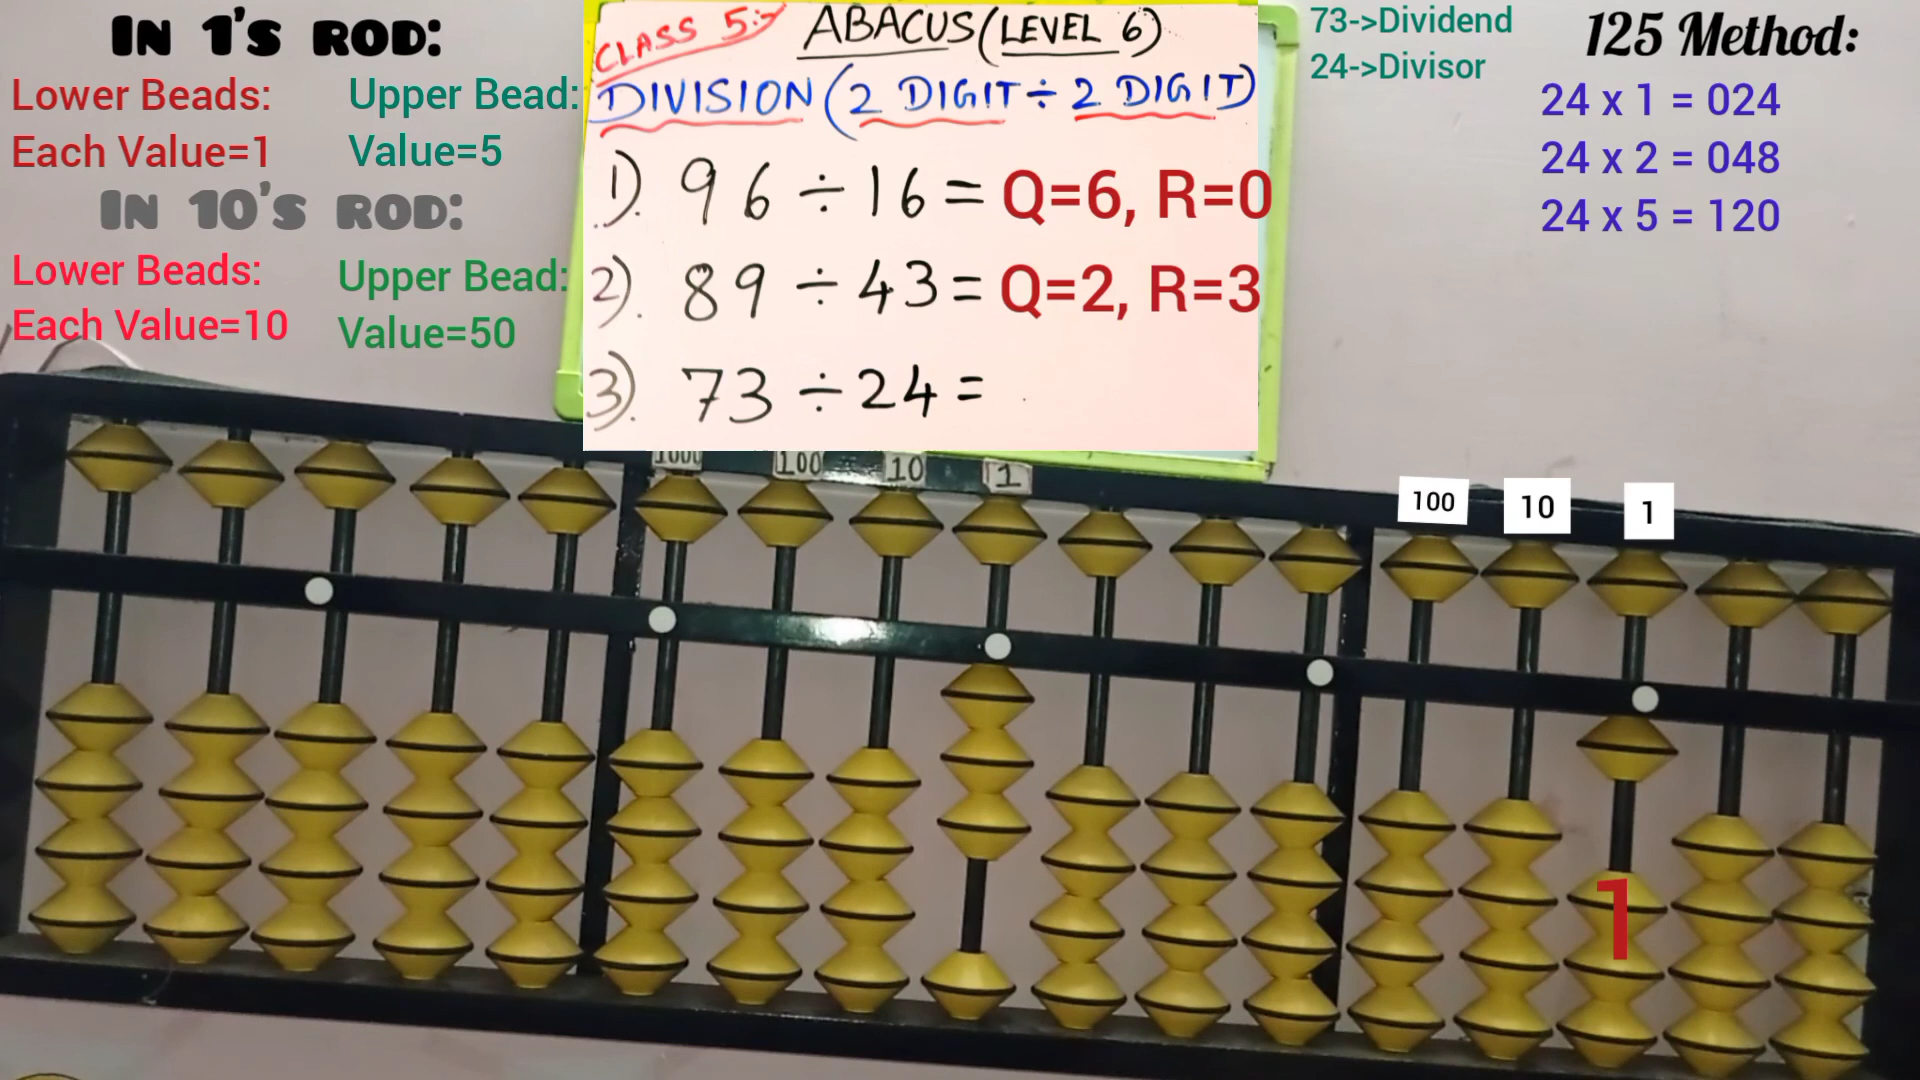 IN 1'S ROD:
Lower Beads:
Each Value=1
Upper Bead:
Value=5
IN 10'S ROD:
Lower Beads:
Each Value=10
Upper Bead:
Value=50
CLASS 5:-
ABACUS (LEVEL 6)
DIVISION (2 DIGIT ÷ 2 DIGIT)
1). 96 ÷ 16 = Q=6, R=0
2). 89 ÷ 43 = Q=2, R=3
3). 73 ÷ 24 =
73->Dividend
24->Divisor
125 Method:
24 x 1 = 024
24 x 2 = 048
24 x 5 = 120
1000 100 10 1
100 10 1
1